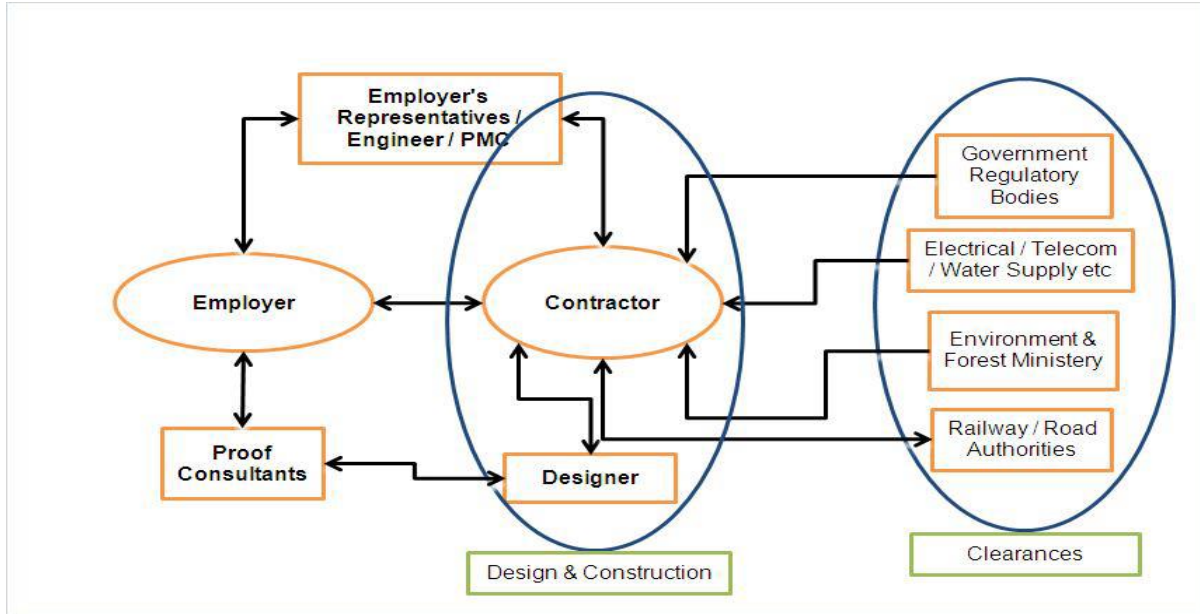 Employer's
Representatives /
Engineer / PMC
Government
Regulatory
Bodies
Electrical / Telecom
/ Water Supply etc
Employer
Contractor
Environment &
Forest Ministery
Railway / Road
Authorities
Proof
Consultants
Designer
Design & Construction
Clearances